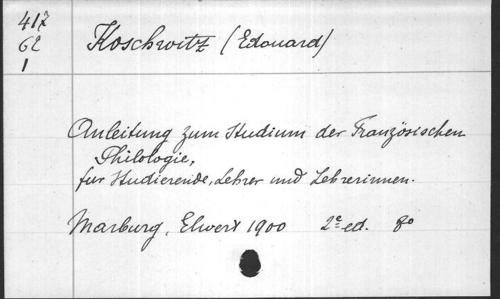 417
62
1
Koschwitz (Edouard)
Anleitung zum Studium der Französischen
Philologie,
für Studierende, Lehrer und Lehrerinnen.
Marburg, Elwert 1900 2e ed. 8o